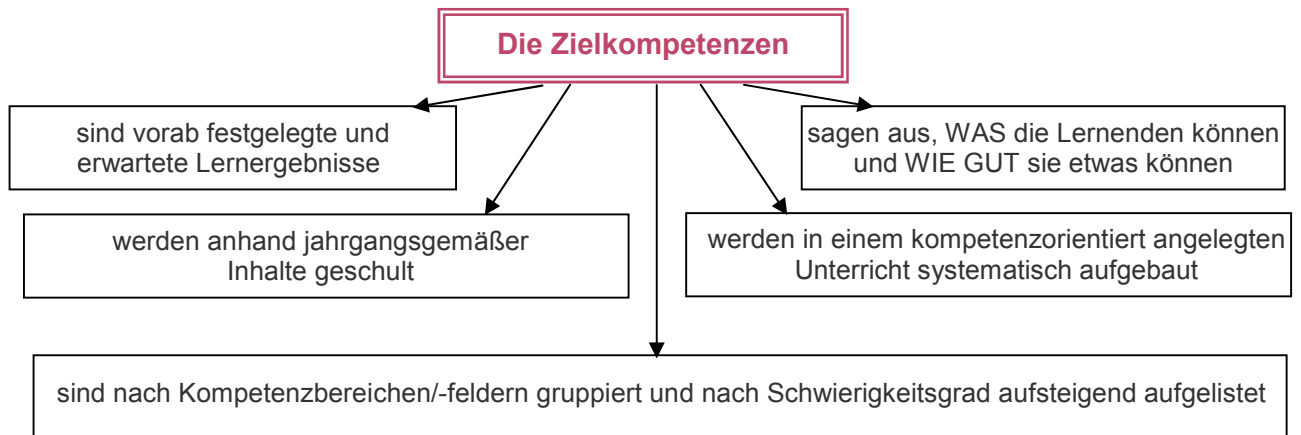 Die Zielkompetenzen
sind vorab festgelegte und
erwartete Lernergebnisse
sagen aus, WAS die Lernenden können
und WIE GUT sie etwas können
werden anhand jahrgangsgemäßer
Inhalte geschult
werden in einem kompetenzorientiert angelegten
Unterricht systematisch aufgebaut
sind nach Kompetenzbereichen/-feldern gruppiert und nach Schwierigkeitsgrad aufsteigend aufgelistet